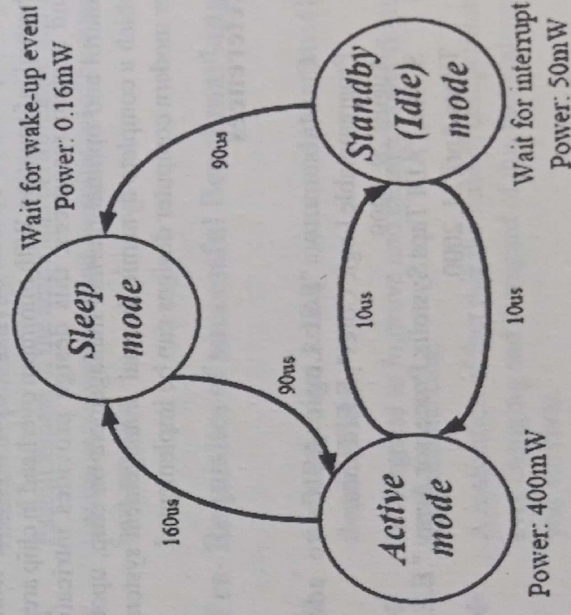 Wait for wake-up event
Power: 0.16mW
Sleep
mode
160us
90us
90us
10us
10us
Active
mode
Power: 400mW
Standby
(Idle)
mode
Wait for interrupt
Power: 50mW